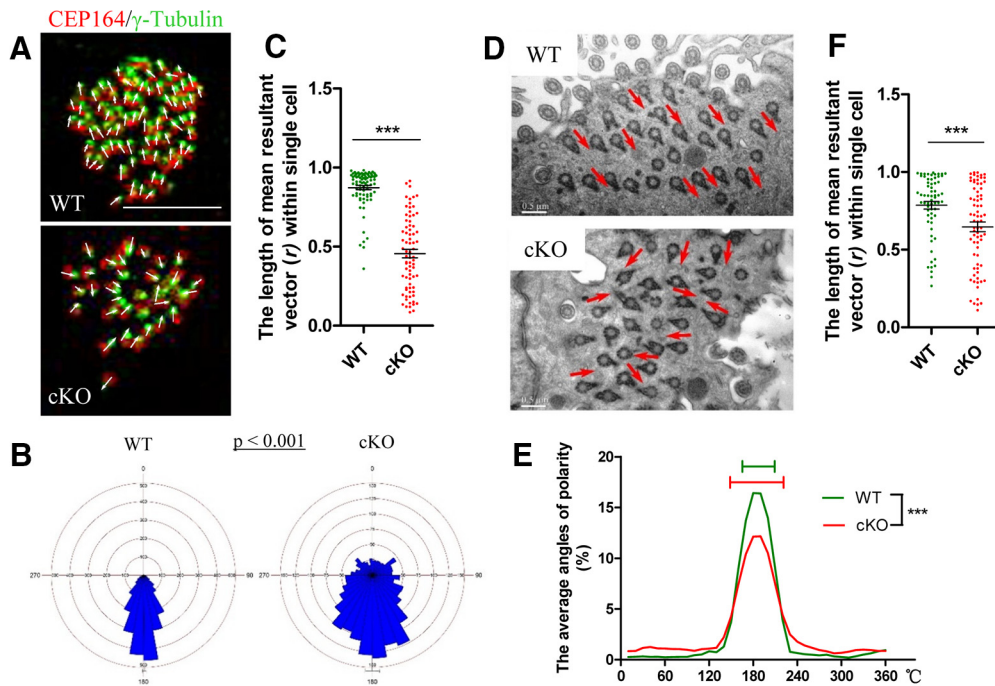 CEP164/γ-Tubulin
A
WT
cKO
C
The length of mean resultant
vector (r) within single cell
1.5
1.0
0.5
0.0
***
WT
cKO
D
WT
0.5 μm
cKO
0.5 μm
F
The length of mean resultant
vector (r) within single cell
1.5
1.0
0.5
0.0
***
WT
cKO
B
WT
p < 0.001
cKO
0
270
90
180
0
270
90
180
E
The average angles of polarity
(%)
20
15
10
5
0
WT
cKO
***
0 60 120 180 240 300 360 ℃